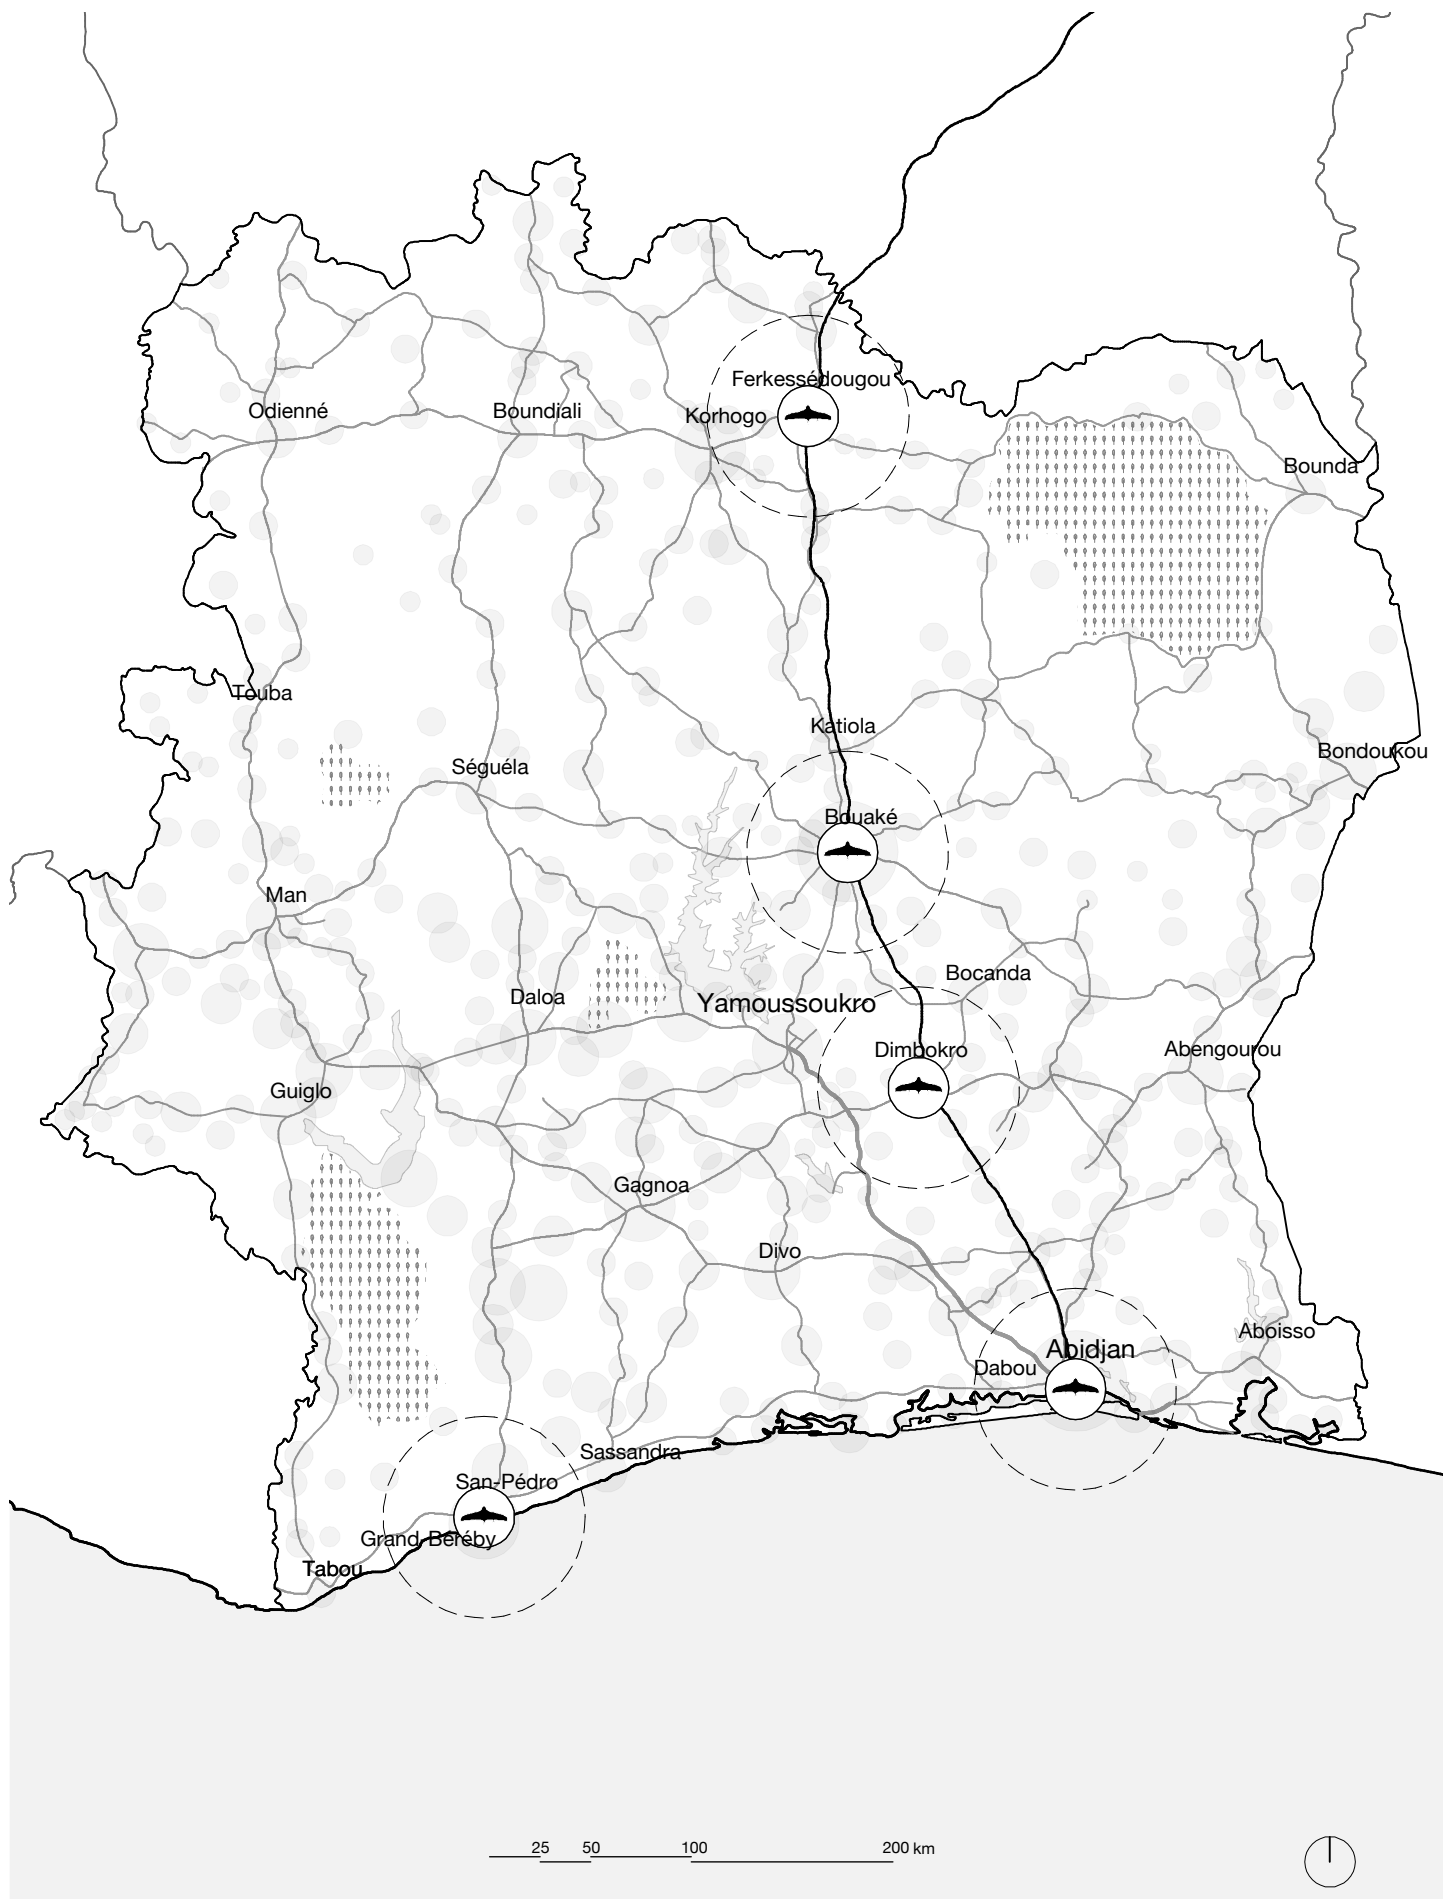 Ferkessédougou
Odienné
Boundiali
Korhogo
Bounda
Touba
Katiola
Bondoukou
Séguéla
Bouaké
Man
Bocanda
Daloa
Yamoussoukro
Dimbokro
Abengourou
Guiglo
Gagnoa
Divo
Aboisso
Abidjan
Dabou
Sassandra
San-Pédro
Grand-Béréby
Tabou
25 50 100 200 km